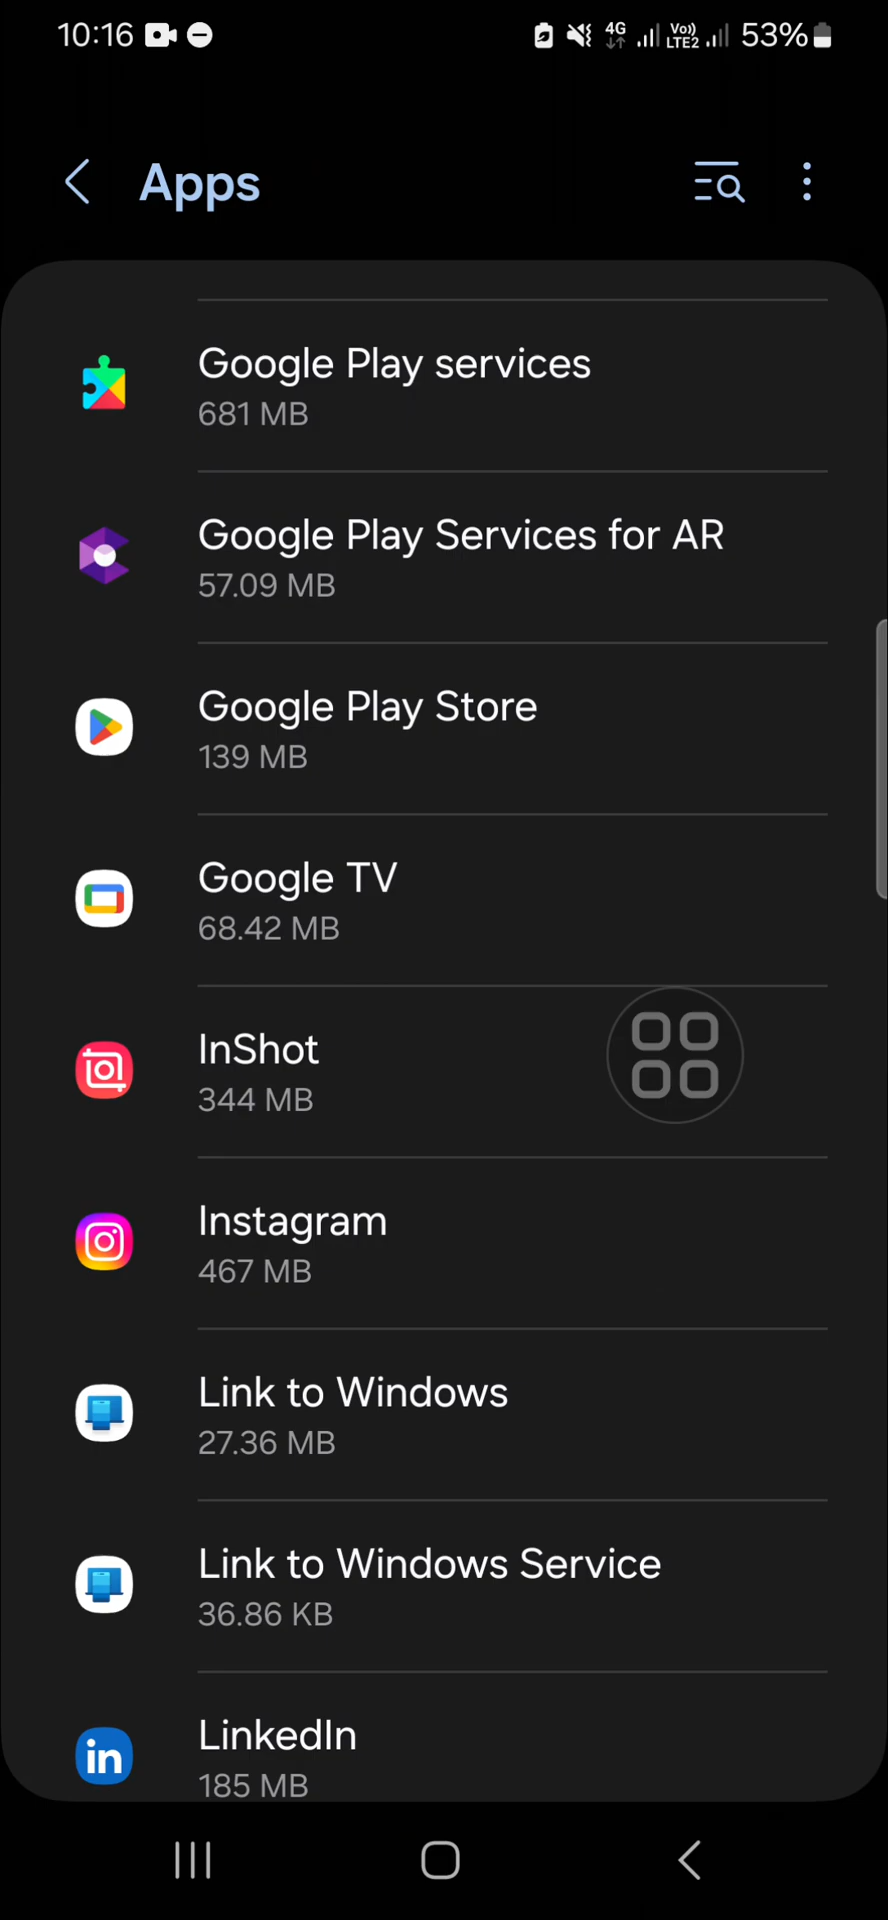 10:16 4G Vo)) LTE2 53%
Apps
Google Play services
681 MB
Google Play Services for AR
57.09 MB
Google Play Store
139 MB
Google TV
68.42 MB
InShot
344 MB
Instagram
467 MB
Link to Windows
27.36 MB
Link to Windows Service
36.86 KB
in LinkedIn
185 MB